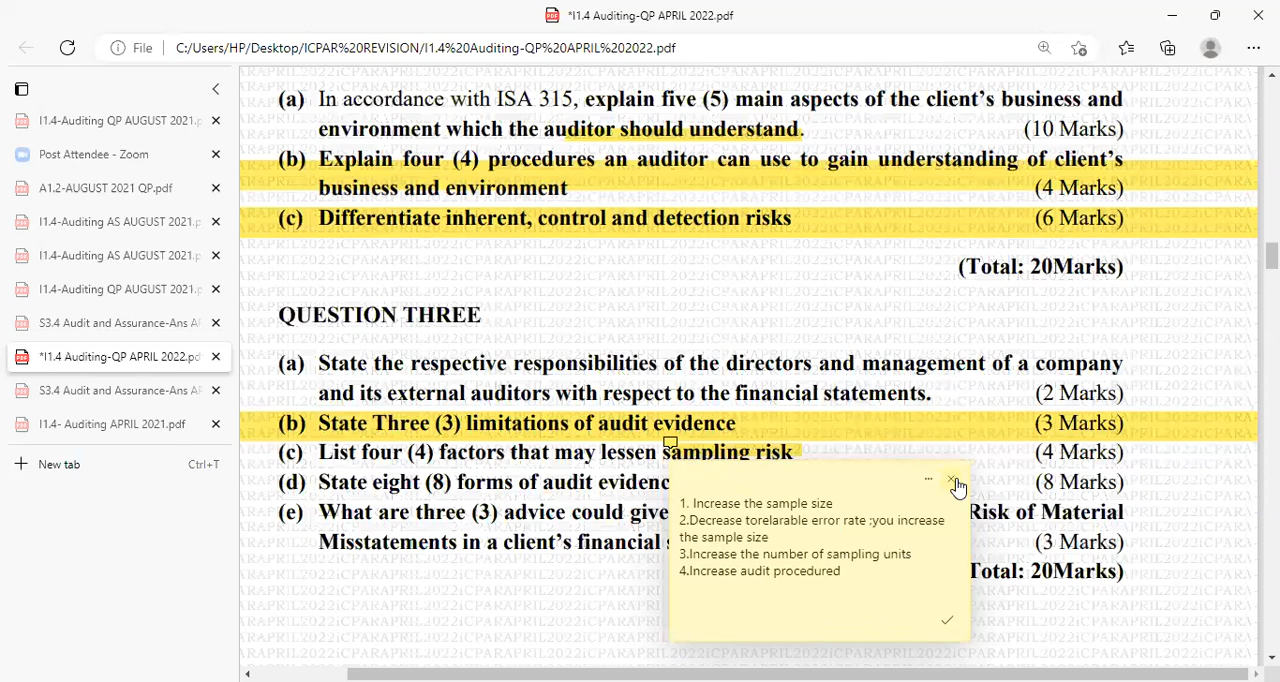 *I1.4 Auditing-QP APRIL 2022.pdf
File
C:/Users/HP/Desktop/ICPAR%20REVISION/I1.4%20Auditing-QP%20APRIL%202022.pdf
I1.4-Auditing QP AUGUST 2021.p
Post Attendee - Zoom
A1.2-AUGUST 2021 QP.pdf
I1.4-Auditing AS AUGUST 2021.p
I1.4-Auditing AS AUGUST 2021.p
I1.4-Auditing QP AUGUST 2021.p
S3.4 Audit and Assurance-Ans AP
*I1.4 Auditing-QP APRIL 2022.pd
S3.4 Audit and Assurance-Ans AP
I1.4- Auditing APRIL 2021.pdf
New tab Ctrl+T
(a) In accordance with ISA 315, explain five (5) main aspects of the client's business and
environment which the auditor should understand. (10 Marks)
(b) Explain four (4) procedures an auditor can use to gain understanding of client's
business and environment (4 Marks)
(c) Differentiate inherent, control and detection risks (6 Marks)
(Total: 20Marks)
QUESTION THREE
(a) State the respective responsibilities of the directors and management of a company
and its external auditors with respect to the financial statements. (2 Marks)
(b) State Three (3) limitations of audit evidence (3 Marks)
(c) List four (4) factors that may lessen sampling risk (4 Marks)
(d) State eight (8) forms of audit evidenc (8 Marks)
(e) What are three (3) advice could give Risk of Material
Misstatements in a client's financial (3 Marks)
Total: 20Marks)
1. Increase the sample size
2.Decrease torelarable error rate ;you increase
the sample size
3.Increase the number of sampling units
4.Increase audit procedured